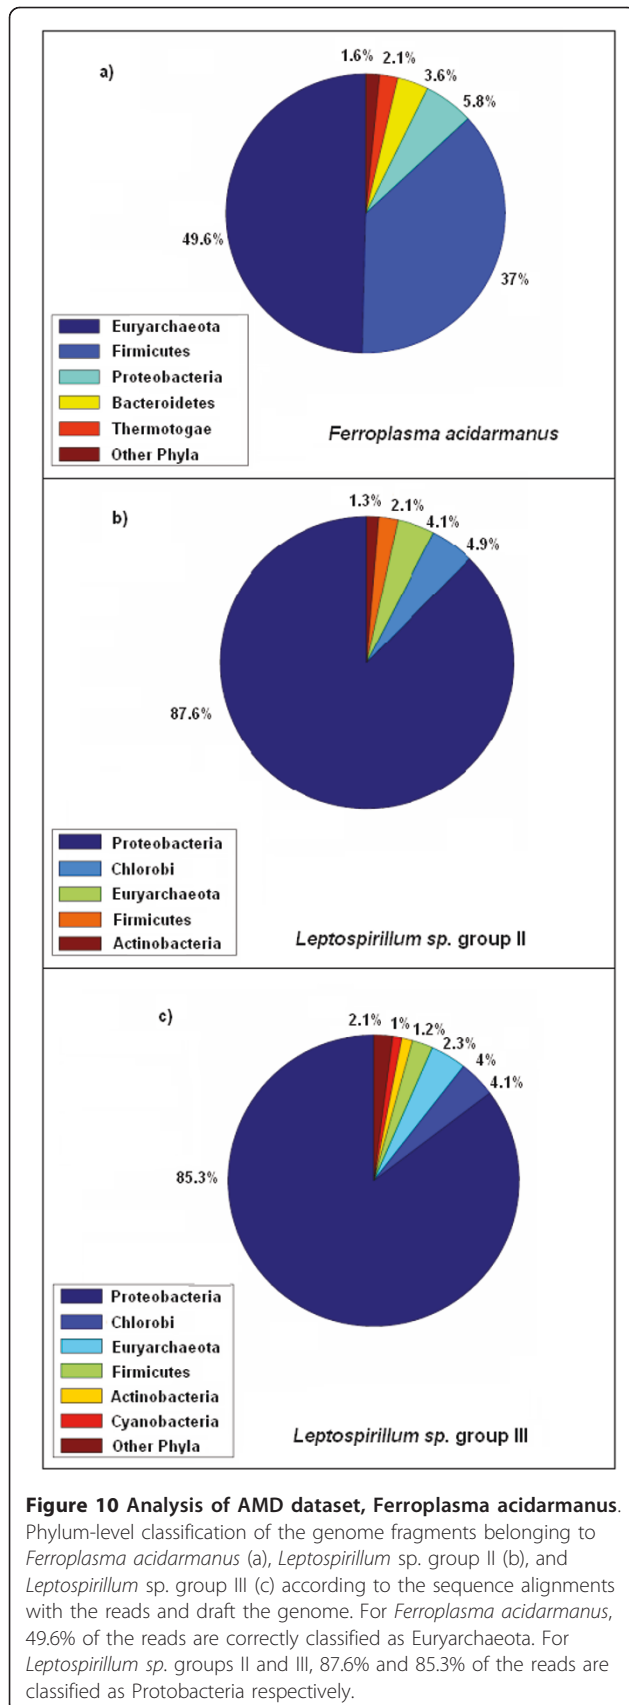 a)
1.6%
2.1%
3.6%
5.8%
49.6%
37%
Euryarchaeota
Firmicutes
Proteobacteria
Bacteroidetes
Thermotogae
Other Phyla
Ferroplasma acidarmanus
b)
1.3%
2.1%
4.1%
4.9%
87.6%
Proteobacteria
Chlorobi
Euryarchaeota
Firmicutes
Actinobacteria
Leptospirillum sp. group II
c)
2.1%
1%
1.2%
2.3%
4%
4.1%
85.3%
Proteobacteria
Chlorobi
Euryarchaeota
Firmicutes
Actinobacteria
Cyanobacteria
Other Phyla
Leptospirillum sp. group III
Figure 10 Analysis of AMD dataset, Ferroplasma acidarmanus.
Phylum-level classification of the genome fragments belonging to
Ferroplasma acidarmanus (a), Leptospirillum sp. group II (b), and
Leptospirillum sp. group III (c) according to the sequence alignments
with the reads and draft the genome. For Ferroplasma acidarmanus,
49.6% of the reads are correctly classified as Euryarchaeota. For
Leptospirillum sp. groups II and III, 87.6% and 85.3% of the reads are
classified as Protobacteria respectively.